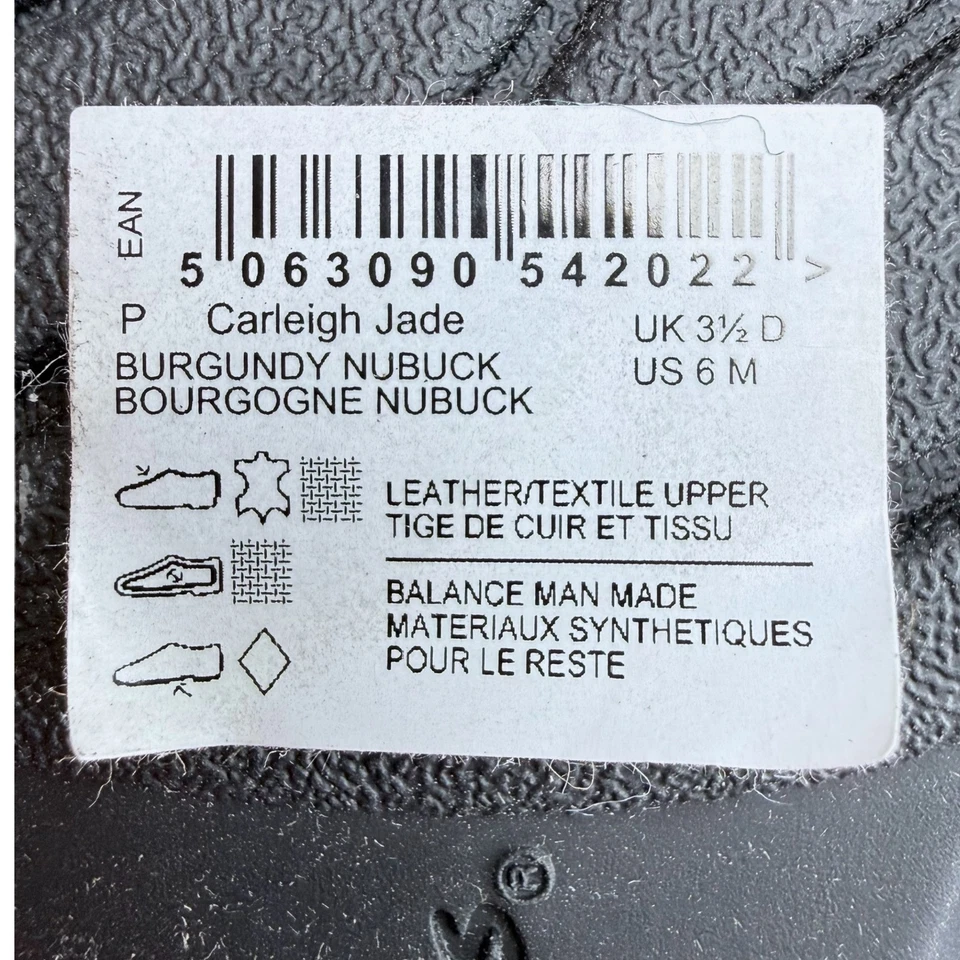 EAN
5 063090 542022 >
P Carleigh Jade UK 3½ D
BURGUNDY NUBUCK US 6 M
BOURGOGNE NUBUCK
LEATHER/TEXTILE UPPER
TIGE DE CUIR ET TISSU
BALANCE MAN MADE
MATERIAUX SYNTHETIQUES
POUR LE RESTE
®